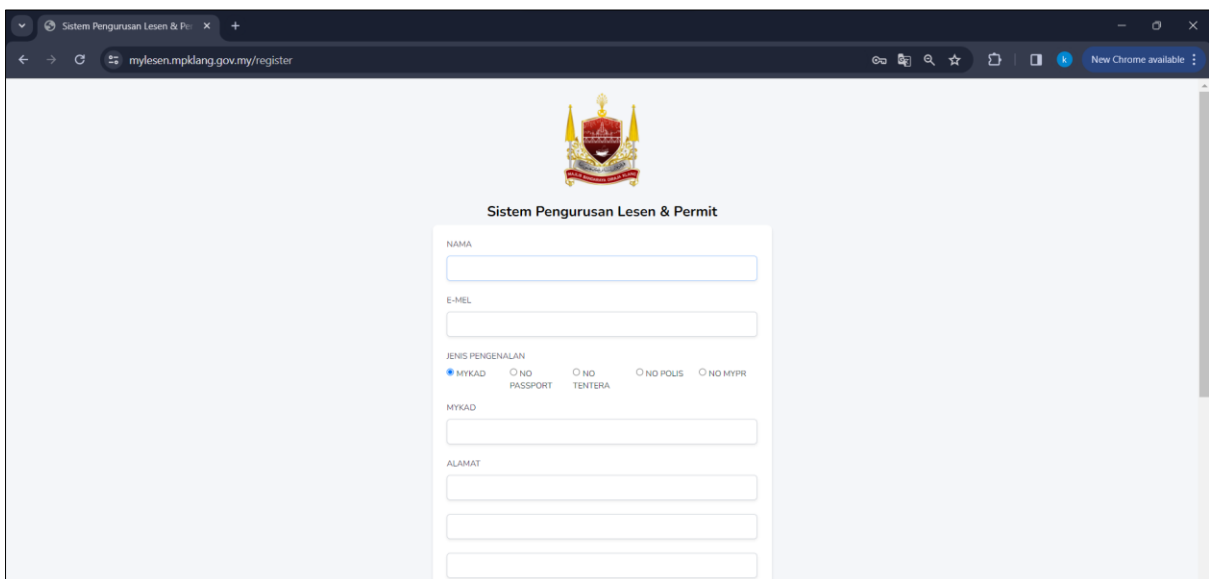 Sistem Pengurusan Lesen & Per
mylesen.mpklang.gov.my/register
k
New Chrome available
Sistem Pengurusan Lesen & Permit
NAMA
E-MEL
JENIS PENGENALAN
MYKAD
NO PASSPORT
NO TENTERA
NO POLIS
NO MYPR
MYKAD
ALAMAT